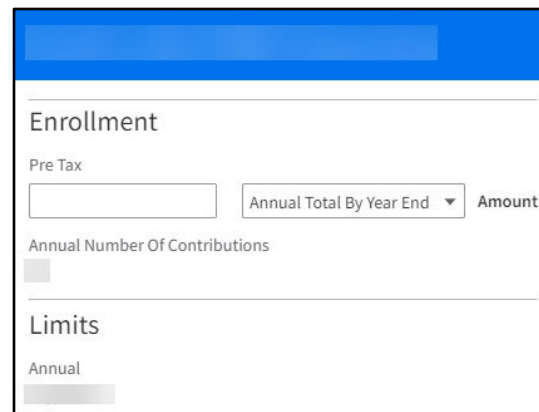 Enrollment
Pre Tax
Annual Total By Year End Amount
Annual Number Of Contributions
Limits
Annual